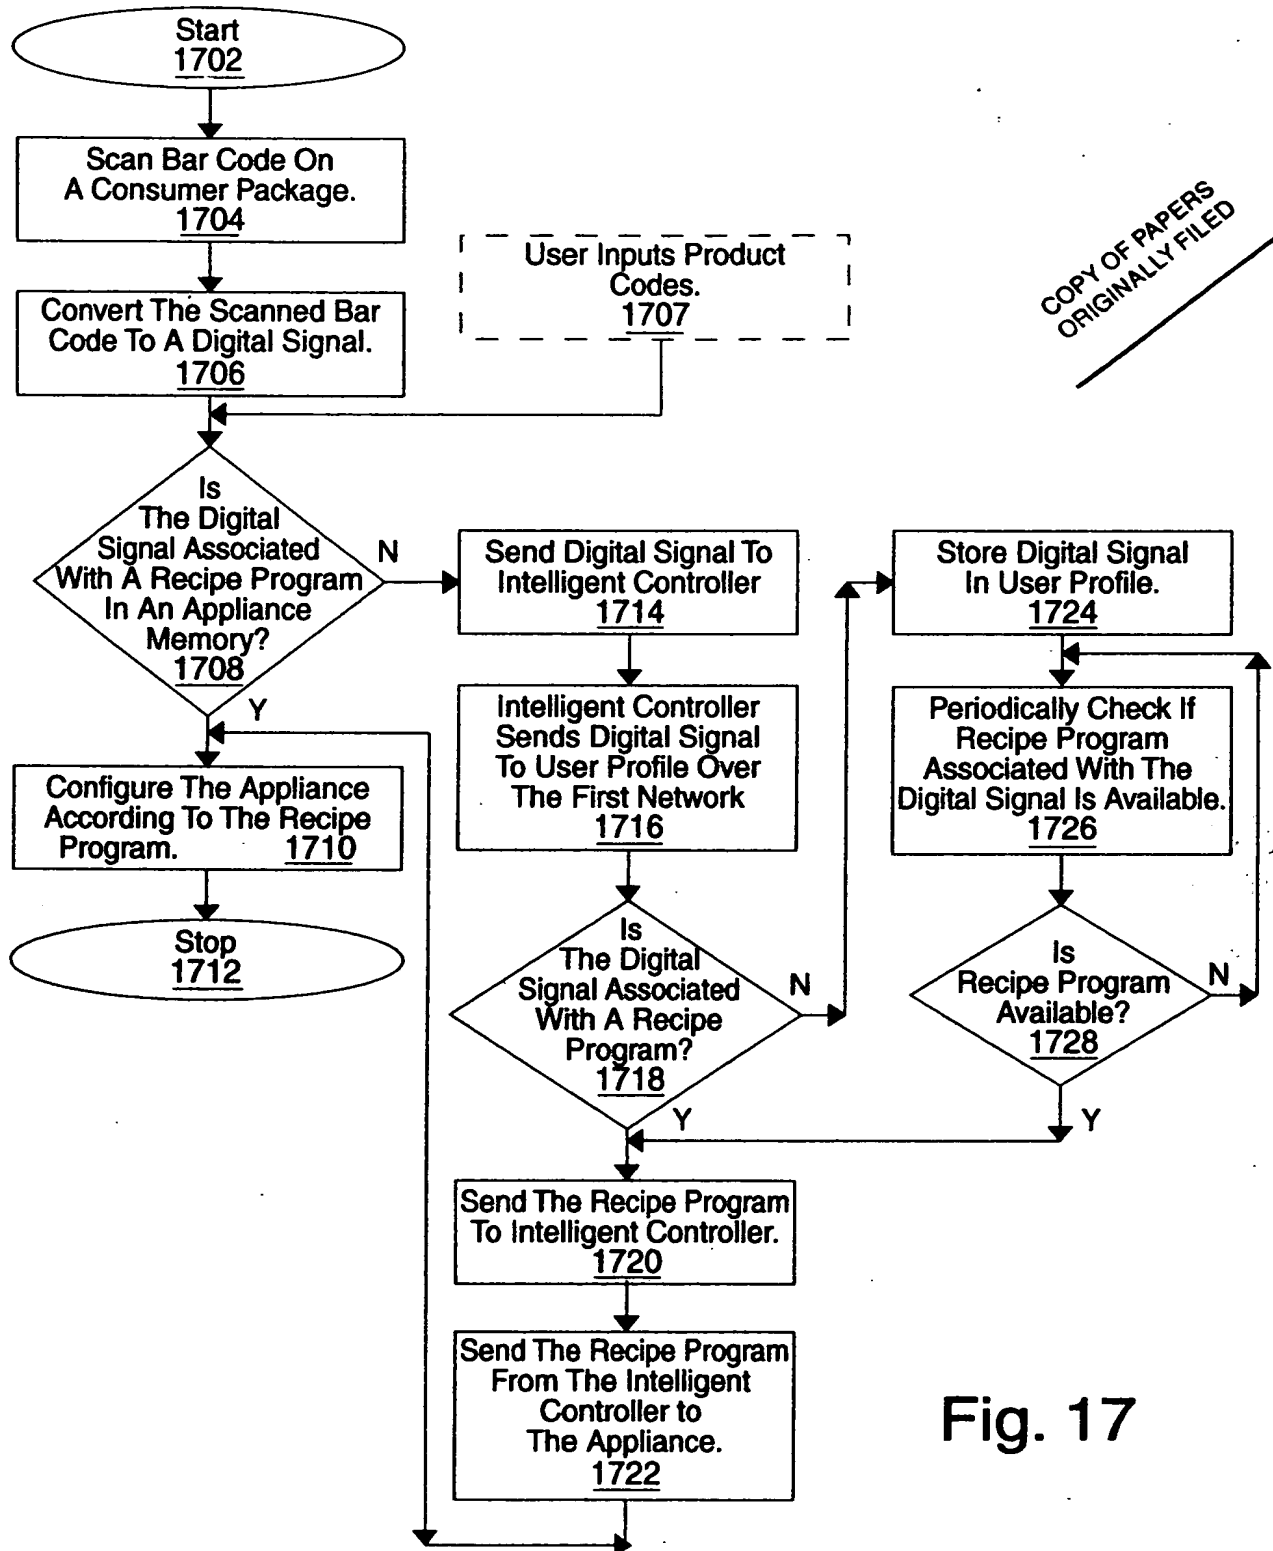 Start
1702
Scan Bar Code On
A Consumer Package.
1704
Convert The Scanned Bar
Code To A Digital Signal.
1706
User Inputs Product
Codes.
1707
COPY OF PAPERS
ORIGINALLY FILED
Is
The Digital
Signal Associated
With A Recipe Program
In An Appliance
Memory?
1708
N
Y
Configure The Appliance
According To The Recipe
Program. 1710
Stop
1712
Send Digital Signal To
Intelligent Controller
1714
Intelligent Controller
Sends Digital Signal
To User Profile Over
The First Network
1716
Is
The Digital
Signal Associated
With A Recipe
Program?
1718
N
Y
Send The Recipe Program
To Intelligent Controller.
1720
Send The Recipe Program
From The Intelligent
Controller to
The Appliance.
1722
Store Digital Signal
In User Profile.
1724
Periodically Check If
Recipe Program
Associated With The
Digital Signal Is Available.
1726
Is
Recipe Program
Available?
1728
N
Y
Fig. 17